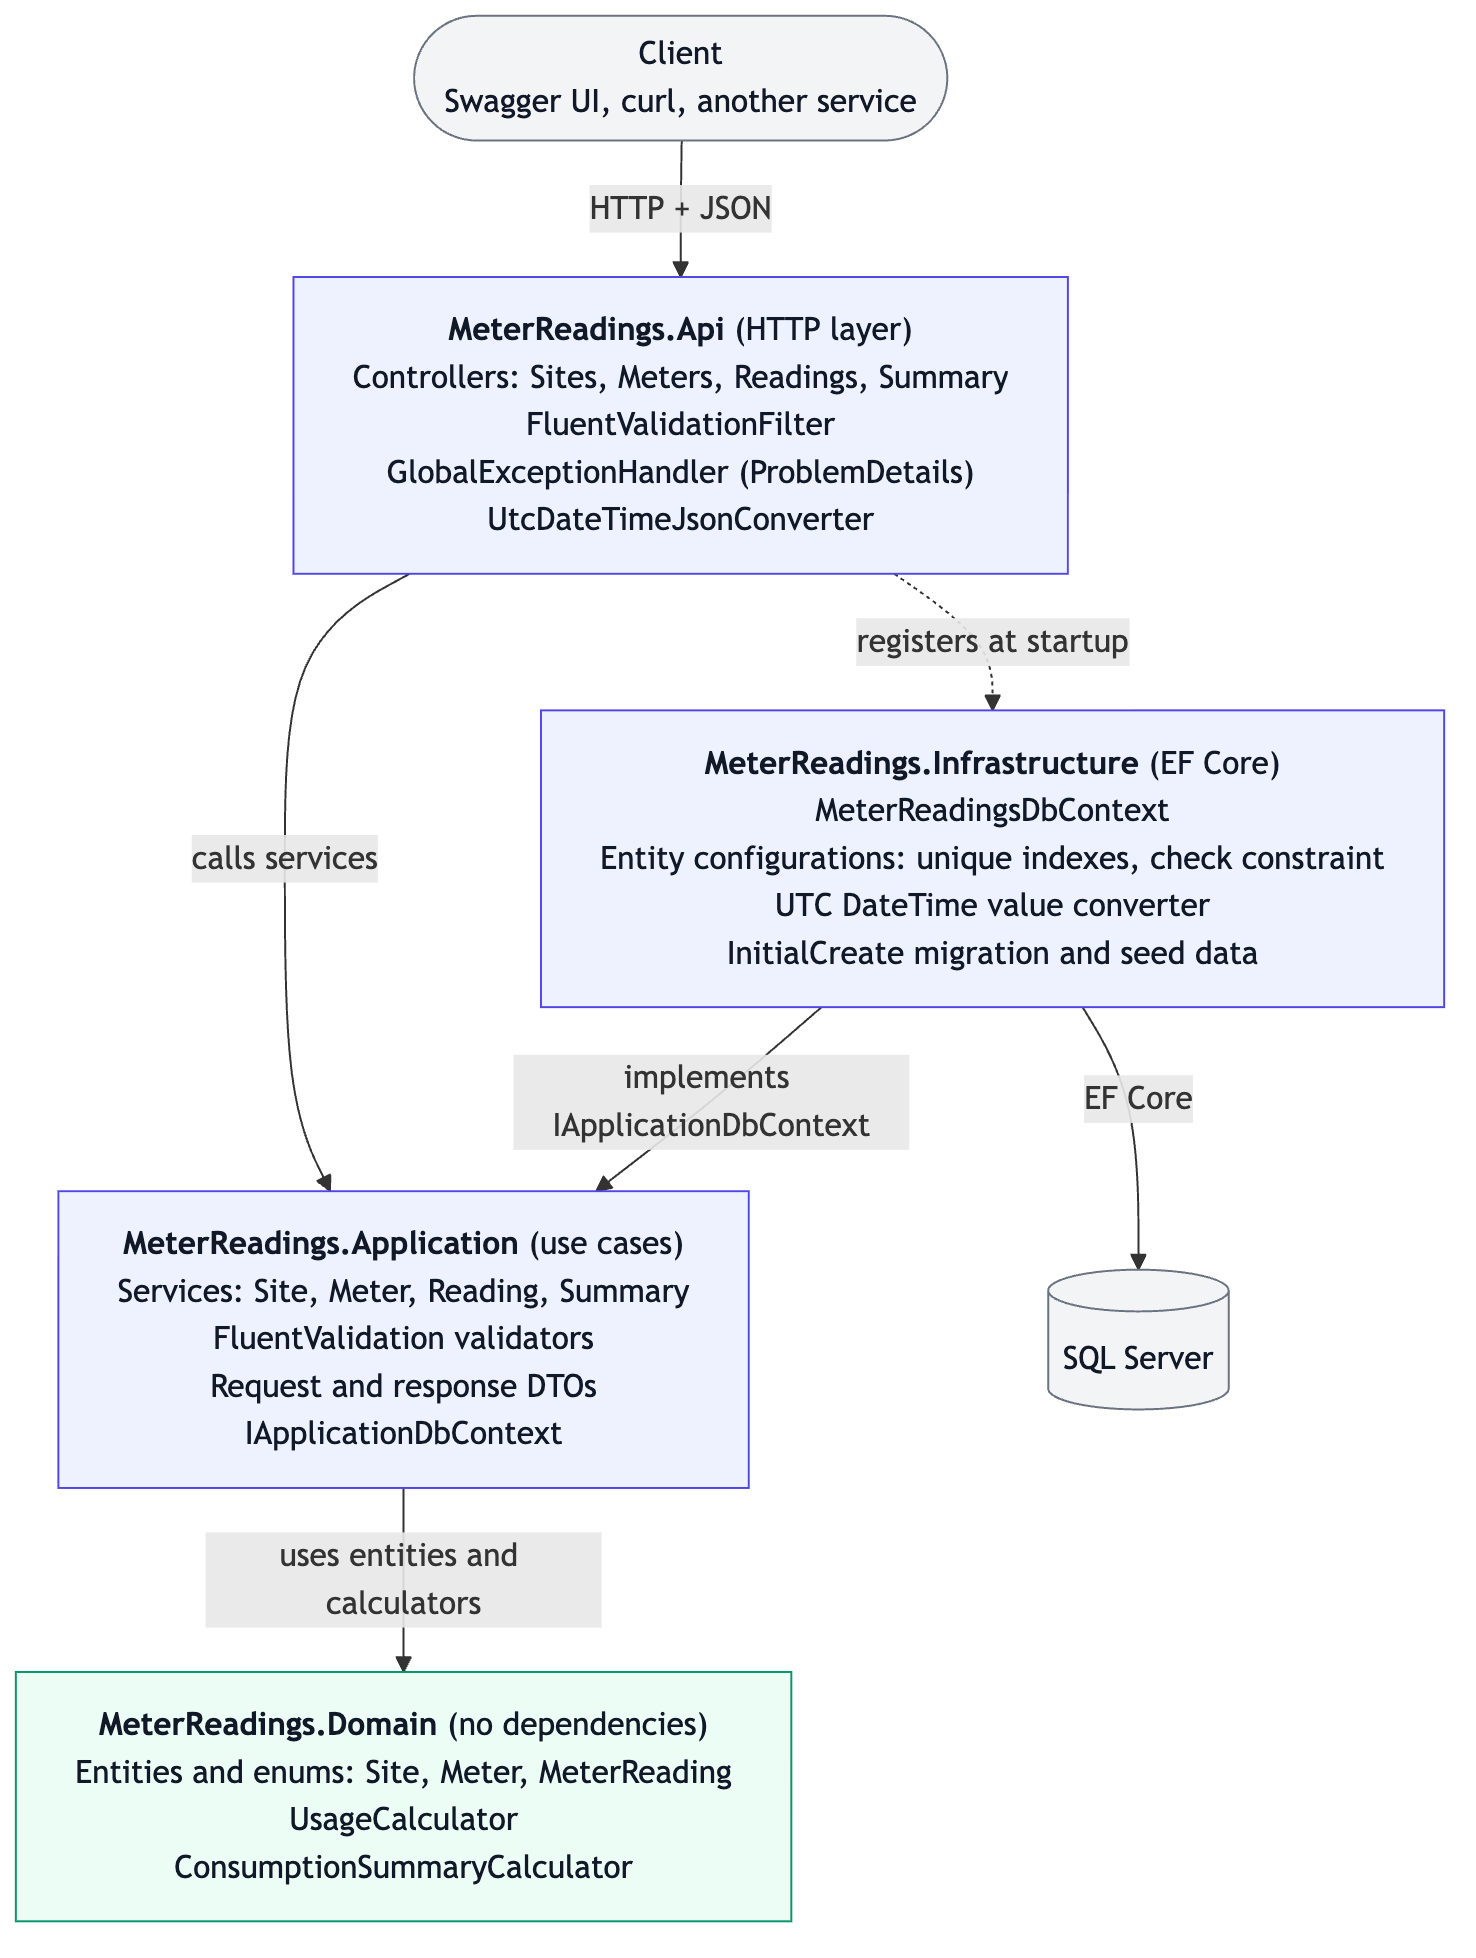 Client
Swagger UI, curl, another service
HTTP + JSON
MeterReadings.Api (HTTP layer)
Controllers: Sites, Meters, Readings, Summary
FluentValidationFilter
GlobalExceptionHandler (ProblemDetails)
UtcDateTimeJsonConverter
registers at startup
MeterReadings.Infrastructure (EF Core)
MeterReadingsDbContext
Entity configurations: unique indexes, check constraint
UTC DateTime value converter
InitialCreate migration and seed data
calls services
implements
IApplicationDbContext
EF Core
MeterReadings.Application (use cases)
Services: Site, Meter, Reading, Summary
FluentValidation validators
Request and response DTOs
IApplicationDbContext
SQL Server
uses entities and
calculators
MeterReadings.Domain (no dependencies)
Entities and enums: Site, Meter, MeterReading
UsageCalculator
ConsumptionSummaryCalculator